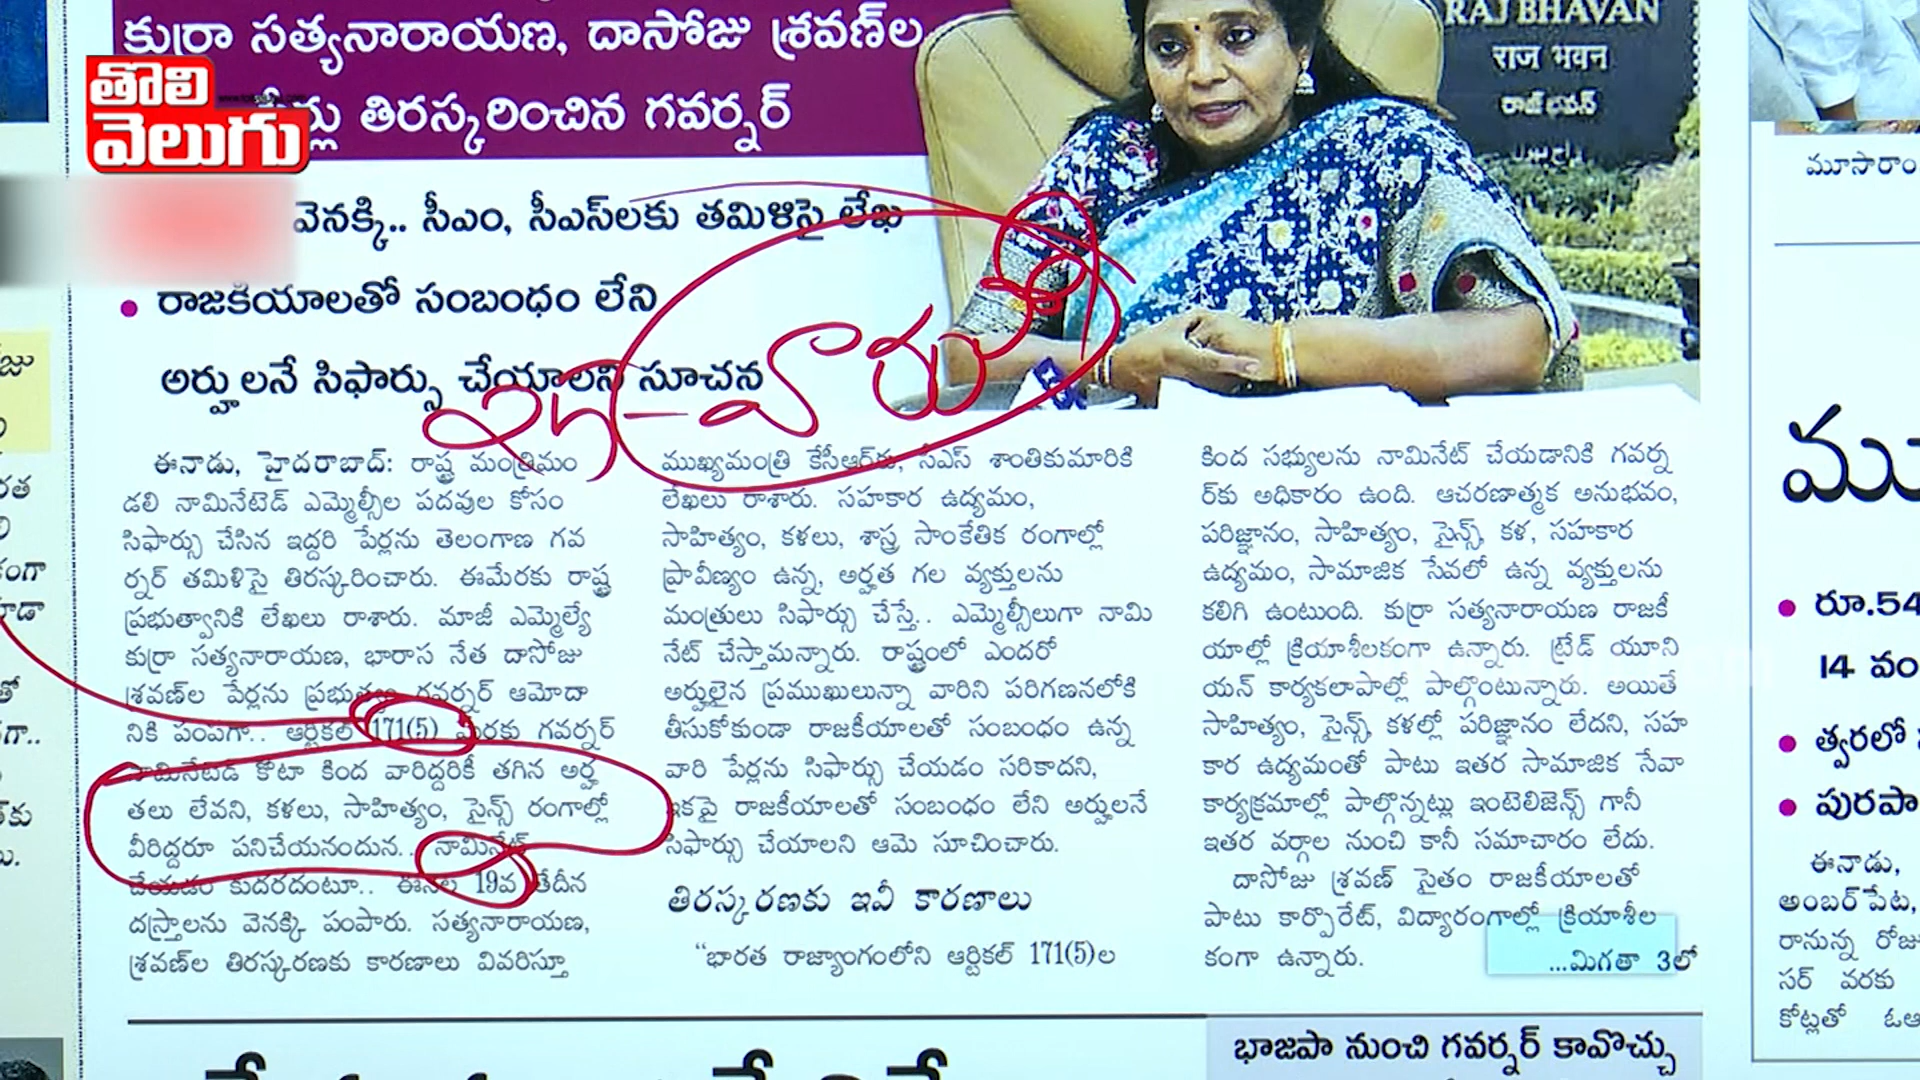 కుర్రా సత్యనారాయణ, దాసోజు శ్రవణ్‌ల
తిరస్కరించిన గవర్నర్
తొలి
వెలుగు
RAJ BHAVAN
राज भवन
రాజ్ భవన్
వెనక్కి.. సీఎం, సీఎస్‌లకు తమిళిసై లేఖ
• రాజకీయాలతో సంబంధం లేని
అర్హులనే సిఫార్సు చేయాలని సూచన
వారు
ఈనాడు, హైదరాబాద్: రాష్ట్ర మంత్రిమం
డలి నామినేటెడ్ ఎమ్మెల్సీల పదవుల కోసం
సిఫార్సు చేసిన ఇద్దరి పేర్లను తెలంగాణ గవ
ర్నర్ తమిళిసై తిరస్కరించారు. ఈమేరకు రాష్ట్ర
ప్రభుత్వానికి లేఖలు రాశారు. మాజీ ఎమ్మెల్యే
కుర్రా సత్యనారాయణ, భారాస నేత దాసోజు
శ్రవణ్‌ల పేర్లను ప్రభుత్వం గవర్నర్ ఆమోదా
నికి పంపగా.. ఆర్టికల్ 171(5) మేరకు గవర్నర్
నామినేటెడ్ కోటా కింద వారిద్దరికీ తగిన అర్హ
తలు లేవని, కళలు, సాహిత్యం, సైన్స్ రంగాల్లో
వీరిద్దరూ పనిచేయనందున.. నామినేట్
చేయడం కుదరదంటూ.. ఈనెల 19వ తేదీన
దస్త్రాలను వెనక్కి పంపారు. సత్యనారాయణ,
శ్రవణ్‌ల తిరస్కరణకు కారణాలు వివరిస్తూ
ముఖ్యమంత్రి కేసీఆర్‌కు, సీఎస్ శాంతికుమారికి
లేఖలు రాశారు. సహకార ఉద్యమం,
సాహిత్యం, కళలు, శాస్త్ర సాంకేతిక రంగాల్లో
ప్రావీణ్యం ఉన్న, అర్హత గల వ్యక్తులను
మంత్రులు సిఫార్సు చేస్తే.. ఎమ్మెల్సీలుగా నామి
నేట్ చేస్తామన్నారు. రాష్ట్రంలో ఎందరో
అర్హులైన ప్రముఖులున్నా వారిని పరిగణనలోకి
తీసుకోకుండా రాజకీయాలతో సంబంధం ఉన్న
వారి పేర్లను సిఫార్సు చేయడం సరికాదని,
ఇకపై రాజకీయాలతో సంబంధం లేని అర్హులనే
సిఫార్సు చేయాలని ఆమె సూచించారు.
తిరస్కరణకు ఇవీ కారణాలు
“భారత రాజ్యాంగంలోని ఆర్టికల్ 171(5)ల
కింద సభ్యులను నామినేట్ చేయడానికి గవర్న
ర్‌కు అధికారం ఉంది. ఆచరణాత్మక అనుభవం,
పరిజ్ఞానం, సాహిత్యం, సైన్స్, కళ, సహకార
ఉద్యమం, సామాజిక సేవలో ఉన్న వ్యక్తులను
కలిగి ఉంటుంది. కుర్రా సత్యనారాయణ రాజకీ
యాల్లో క్రియాశీలకంగా ఉన్నారు. ట్రేడ్ యూని
యన్ కార్యకలాపాల్లో పాల్గొంటున్నారు. అయితే
సాహిత్యం, సైన్స్, కళల్లో పరిజ్ఞానం లేదని, సహ
కార ఉద్యమంతో పాటు ఇతర సామాజిక సేవా
కార్యక్రమాల్లో పాల్గొన్నట్లు ఇంటెలిజెన్స్ గానీ
ఇతర వర్గాల నుంచి కానీ సమాచారం లేదు.
దాసోజు శ్రవణ్ సైతం రాజకీయాలతో
పాటు కార్పొరేట్, విద్యారంగాల్లో క్రియాశీల
కంగా ఉన్నారు.
...మిగతా 3లో
భాజపా నుంచి గవర్నర్ కావొచ్చు
మూసారాం
ము
• రూ.54
14 వం
• త్వరలో
• పురపా
ఈనాడు,
అంబర్‌పేట,
రానున్న రోజు
సర్ వరకు
కోట్లతో